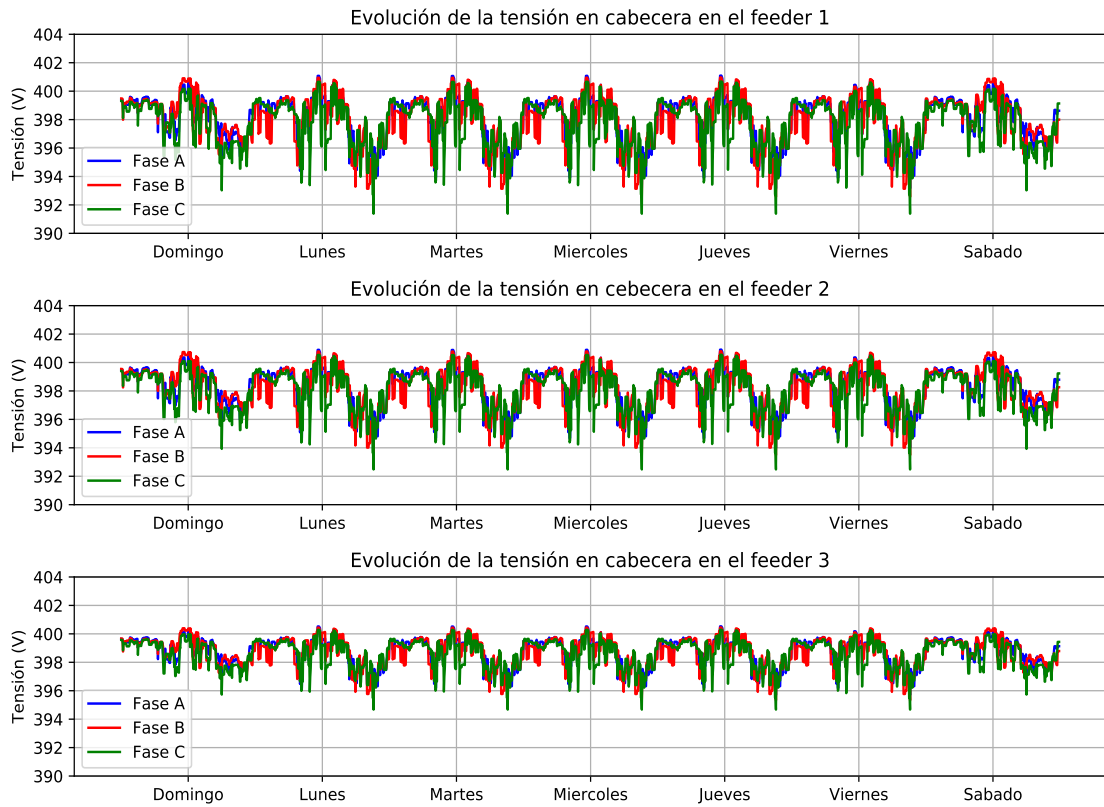 Evolución de la tensión en cabecera en el feeder 1
404
402
400
398
396
394
392
390
Tensión (V)
Fase A
Fase B
Fase C
Domingo Lunes Martes Miercoles Jueves Viernes Sabado
Evolución de la tensión en cebecera en el feeder 2
404
402
400
398
396
394
392
390
Tensión (V)
Fase A
Fase B
Fase C
Domingo Lunes Martes Miercoles Jueves Viernes Sabado
Evolución de la tensión en cabecera en el feeder 3
404
402
400
398
396
394
392
390
Tensión (V)
Fase A
Fase B
Fase C
Domingo Lunes Martes Miercoles Jueves Viernes Sabado